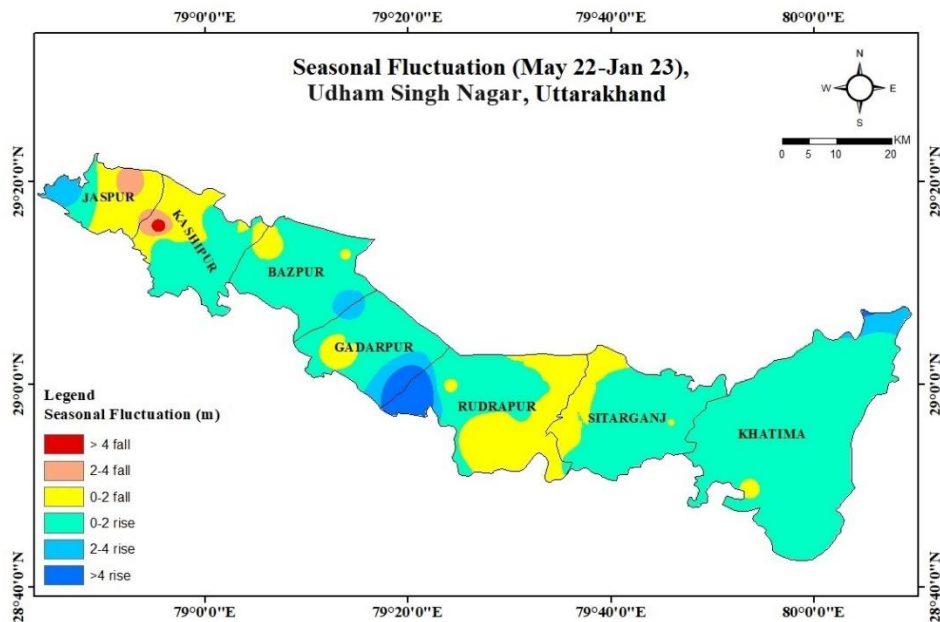 79°0'0"E 79°20'0"E 79°40'0"E 80°0'0"E
Seasonal Fluctuation (May 22-Jan 23),
Udham Singh Nagar, Uttarakhand
N
W E
S
KM
0 5 10 20
29°20'0"N 29°20'0"N
JASPUR
KASHIPUR
BAZPUR
GADARPUR
29°0'0"N 29°0'0"N
RUDRAPUR
SITARGANJ
KHATIMA
Legend
Seasonal Fluctuation (m)
> 4 fall
2-4 fall
0-2 fall
0-2 rise
2-4 rise
>4 rise
28°40'0"N 28°40'0"N
79°0'0"E 79°20'0"E 79°40'0"E 80°0'0"E